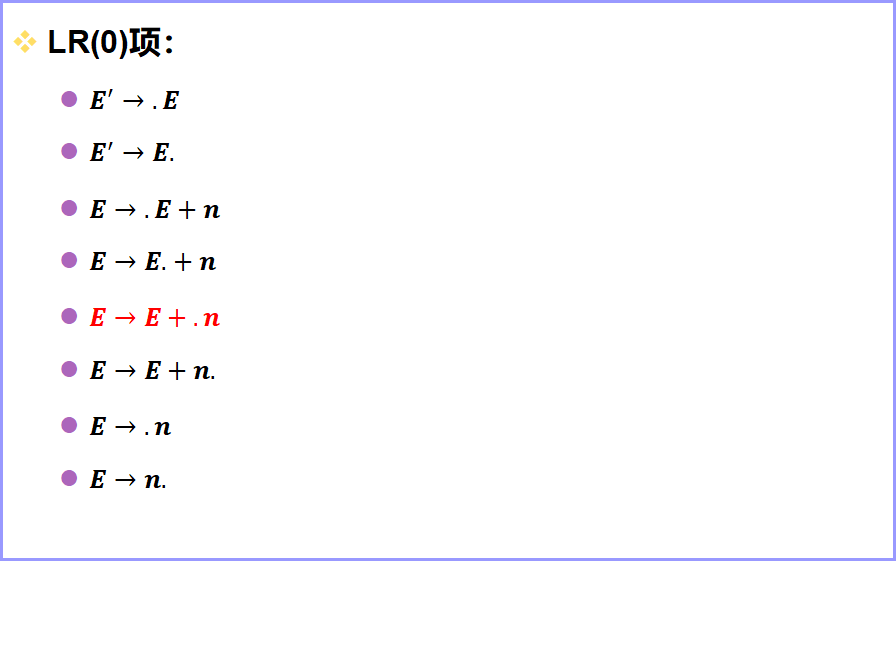 LR(0)项：
E′ → . E
E′ → E.
E → . E + n
E → E. + n
E → E + . n
E → E + n.
E → . n
E → n.